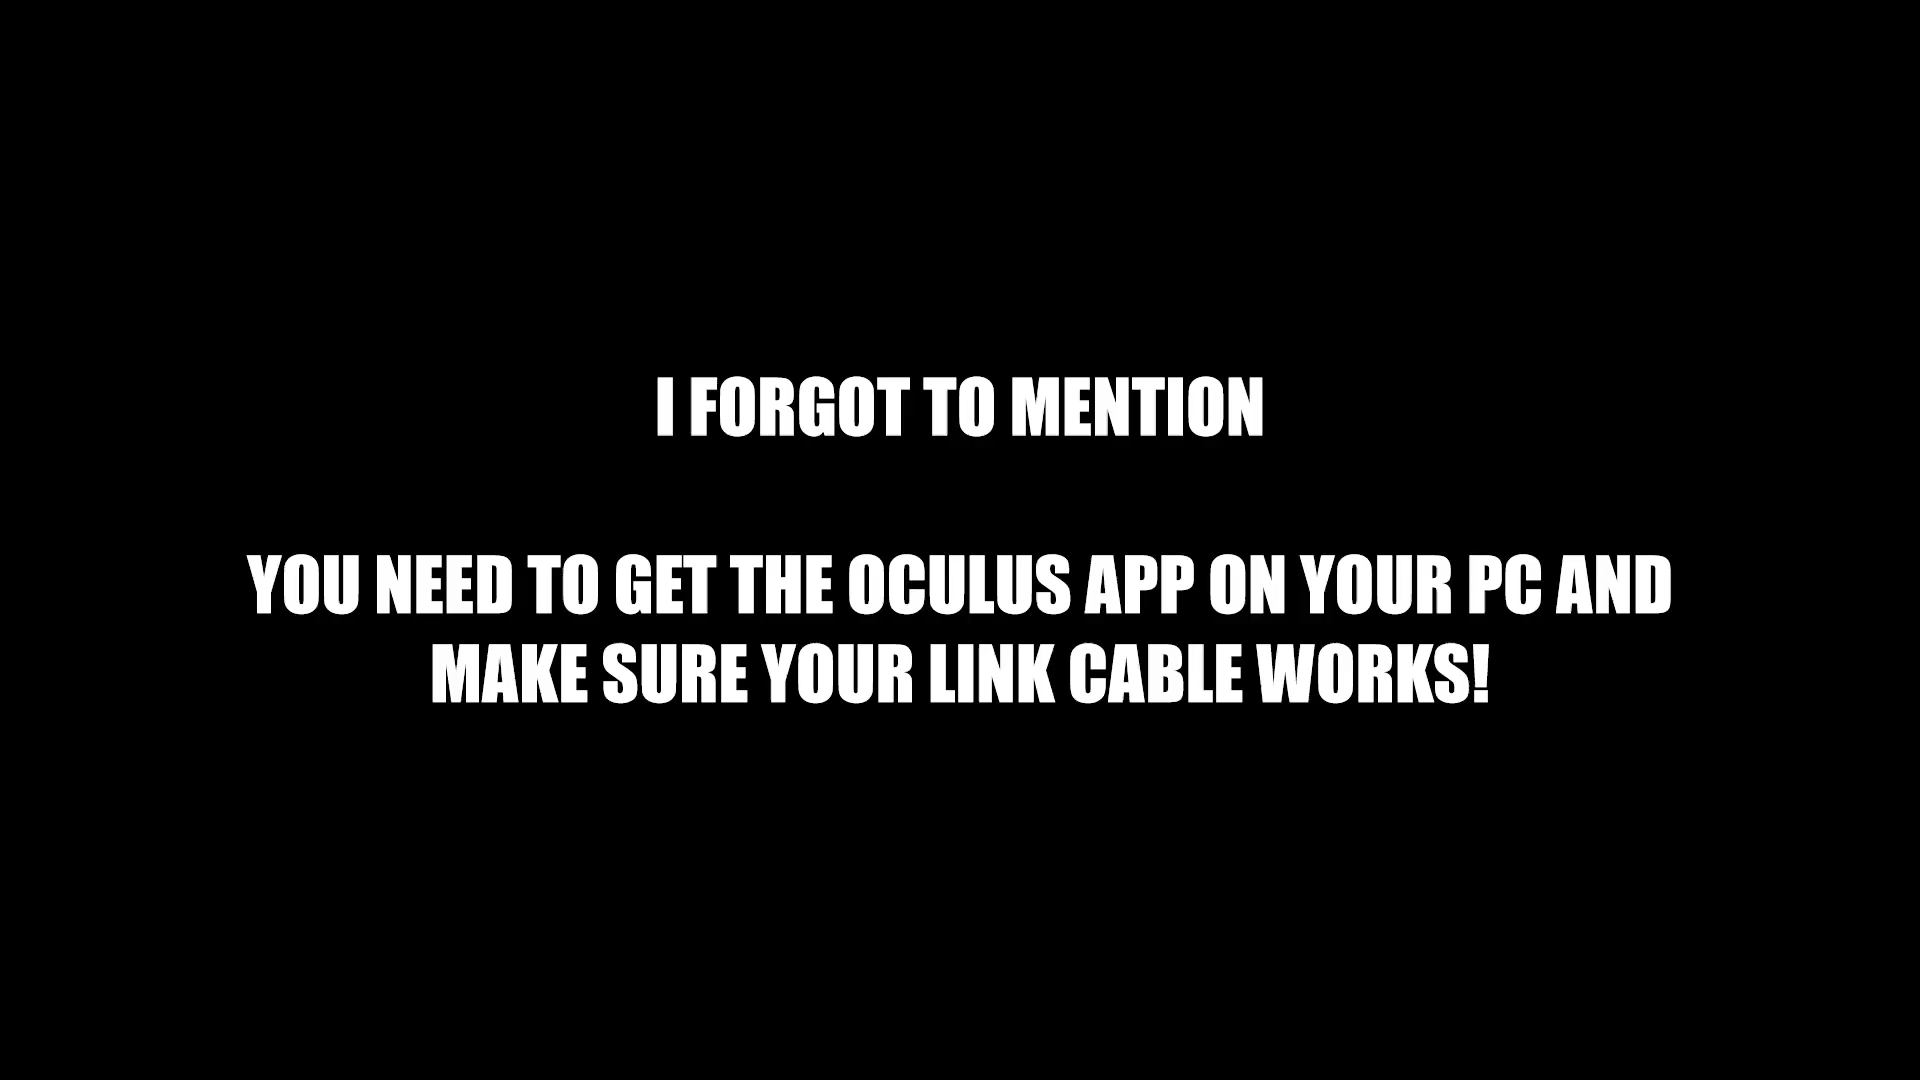 I FORGOT TO MENTION
YOU NEED TO GET THE OCULUS APP ON YOUR PC AND
MAKE SURE YOUR LINK CABLE WORKS!